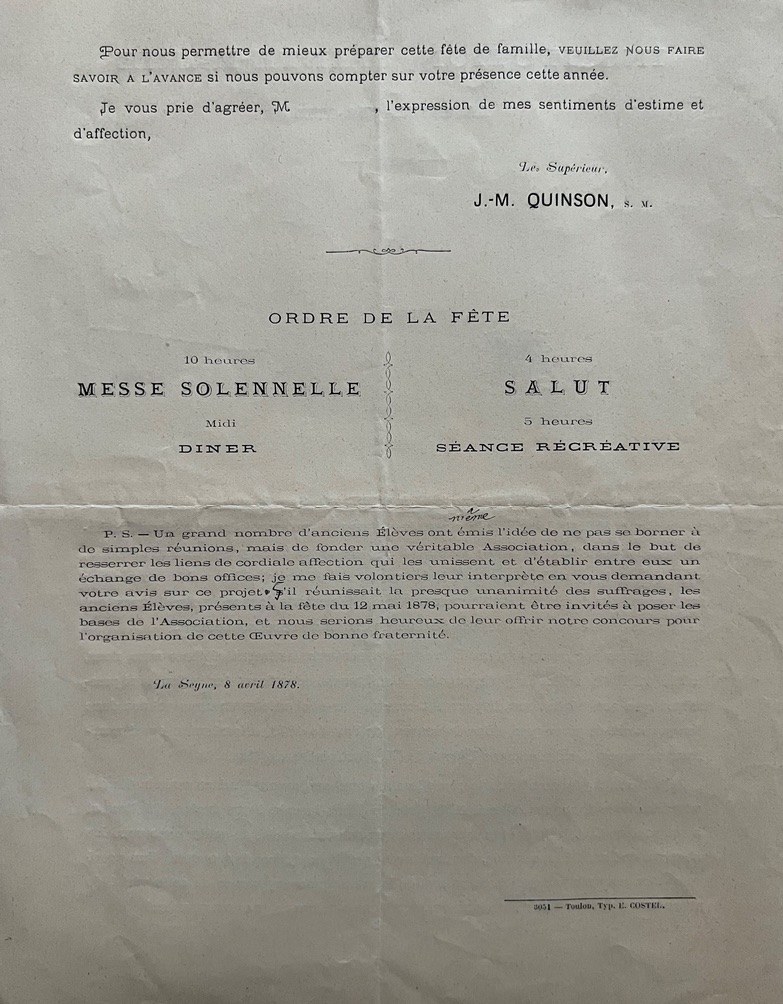 Pour nous permettre de mieux préparer cette fête de famille, VEUILLEZ NOUS FAIRE
SAVOIR A L'AVANCE si nous pouvons compter sur votre présence cette année.
Je vous prie d'agréer, M , l'expression de mes sentiments d'estime et
d'affection,
Le Supérieur,
J.-M. QUINSON, S. M.
ORDRE DE LA FÊTE
10 heures
MESSE SOLENNELLE
Midi
DINER
4 heures
SALUT
5 heures
SÉANCE RÉCRÉATIVE
même
P. S. — Un grand nombre d'anciens Élèves ont émis l'idée de ne pas se borner à
de simples réunions, mais de fonder une véritable Association, dans le but de
resserrer les liens de cordiale affection qui les unissent et d'établir entre eux un
échange de bons offices; je me fais volontiers leur interprète en vous demandant
votre avis sur ce projet. S'il réunissait la presque unanimité des suffrages, les
anciens Élèves, présents à la fête du 12 mai 1878, pourraient être invités à poser les
bases de l'Association, et nous serions heureux de leur offrir notre concours pour
l'organisation de cette Œuvre de bonne fraternité.
La Seyne, 8 avril 1878.
3051 — Toulon, Typ. E. COSTEL.